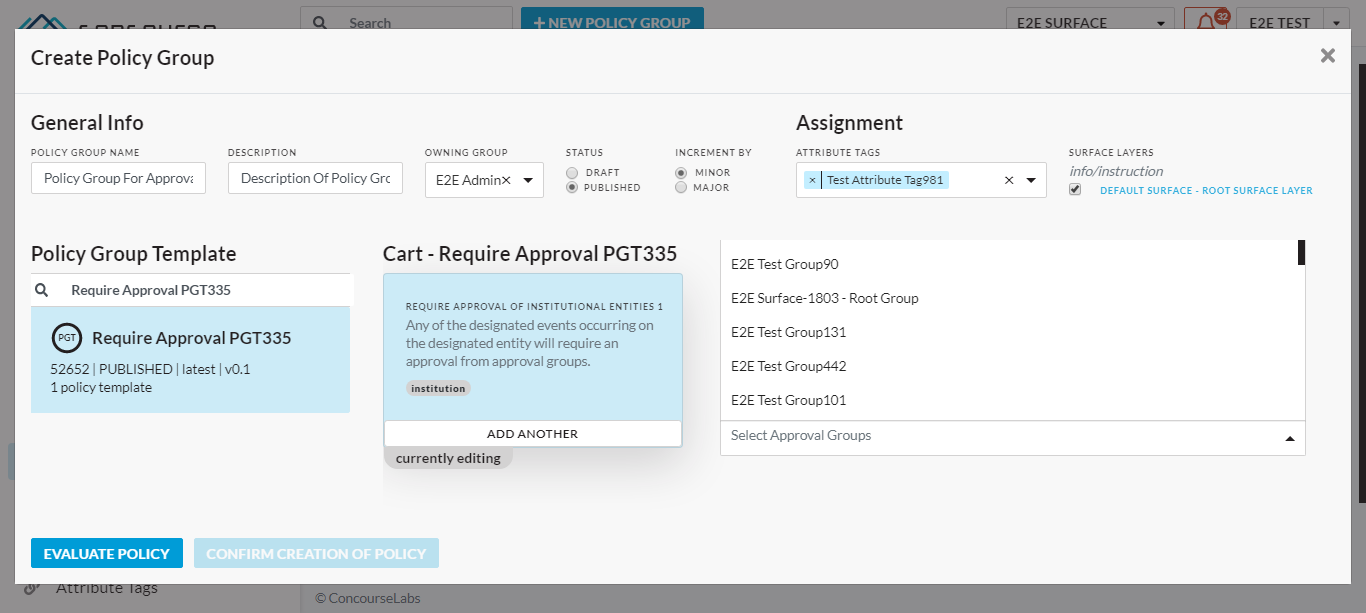 Search
+ NEW POLICY GROUP
E2E SURFACE
32
E2E TEST
Create Policy Group
General Info
Assignment
POLICY GROUP NAME
DESCRIPTION
OWNING GROUP
STATUS
INCREMENT BY
ATTRIBUTE TAGS
SURFACE LAYERS
Policy Group For Approva
Description Of Policy Grc
E2E Admin×
DRAFT
PUBLISHED
MINOR
MAJOR
× Test Attribute Tag981 ×
info/instruction
DEFAULT SURFACE - ROOT SURFACE LAYER
Policy Group Template
Require Approval PGT335
PGT Require Approval PGT335
52652 | PUBLISHED | latest | v0.1
1 policy template
Cart - Require Approval PGT335
REQUIRE APPROVAL OF INSTITUTIONAL ENTITIES 1
Any of the designated events occurring on
the designated entity will require an
approval from approval groups.
institution
ADD ANOTHER
currently editing
E2E Test Group90
E2E Surface-1803 - Root Group
E2E Test Group131
E2E Test Group442
E2E Test Group101
Select Approval Groups
EVALUATE POLICY
CONFIRM CREATION OF POLICY
Attribute Tags
© ConcourseLabs